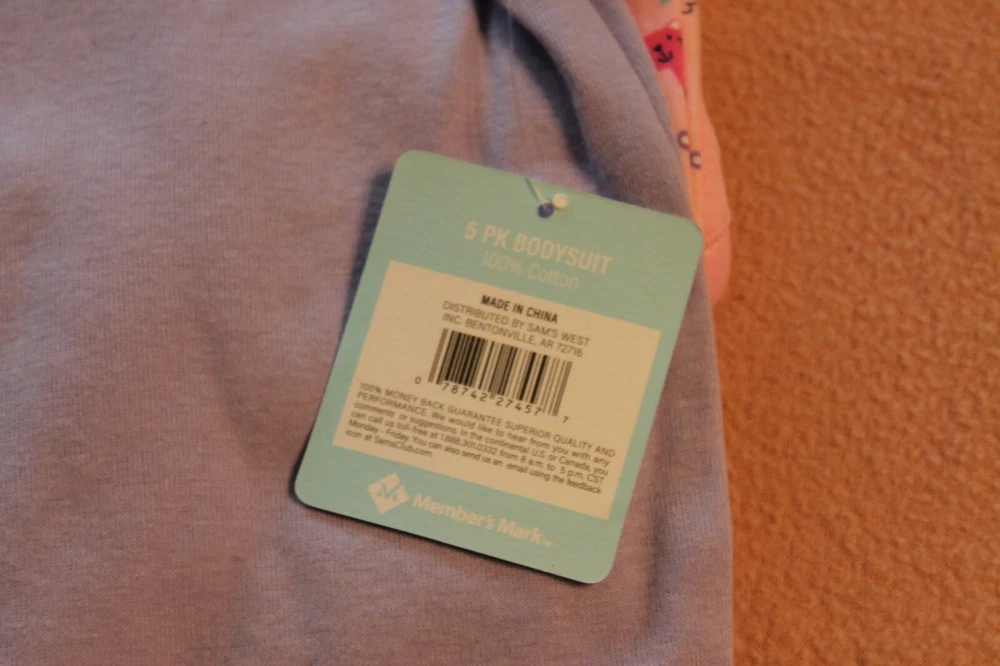 5 PK BODYSUIT
100% Cotton
MADE IN CHINA
DISTRIBUTED BY SAM'S WEST
INC. BENTONVILLE, AR 72716
0 78742 27457 7
100% MONEY BACK GUARANTEE SUPERIOR QUALITY AND
PERFORMANCE. We would like to hear from you with any
comments or suggestions. In the continental U.S. or Canada, you
can call us toll-free at 1.888.301.0332 from 8 a.m. to 5 p.m. CST
Monday - Friday. You can also send us an email using the feedback
icon at SamsClub.com.
M
Member's Mark™